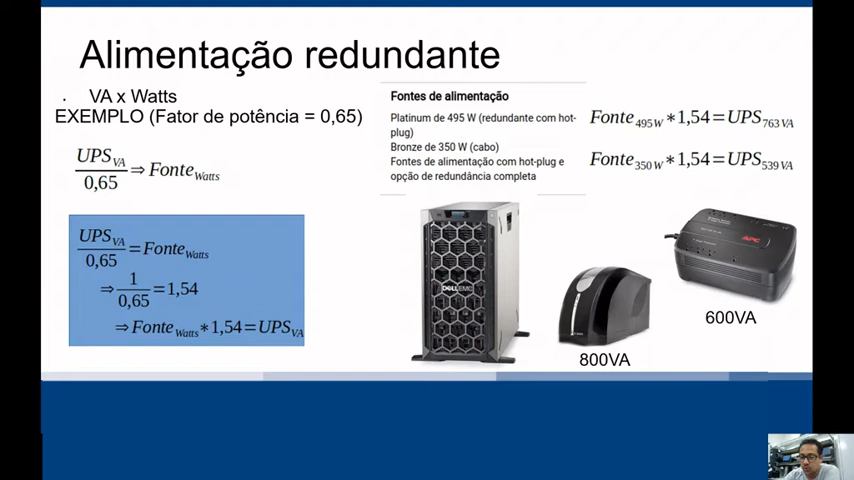 Alimentação redundante
. VA x Watts
EXEMPLO (Fator de potência = 0,65)
UPS_VA / 0,65 ⇒ Fonte_Watts
UPS_VA / 0,65 = Fonte_Watts
⇒ 1 / 0,65 = 1,54
⇒ Fonte_Watts * 1,54 = UPS_VA
Fontes de alimentação
Platinum de 495 W (redundante com hot-
plug)
Bronze de 350 W (cabo)
Fontes de alimentação com hot-plug e
opção de redundância completa
Fonte_495W * 1,54 = UPS_763VA
Fonte_350W * 1,54 = UPS_539VA
DELLEMC
APC
800VA
600VA